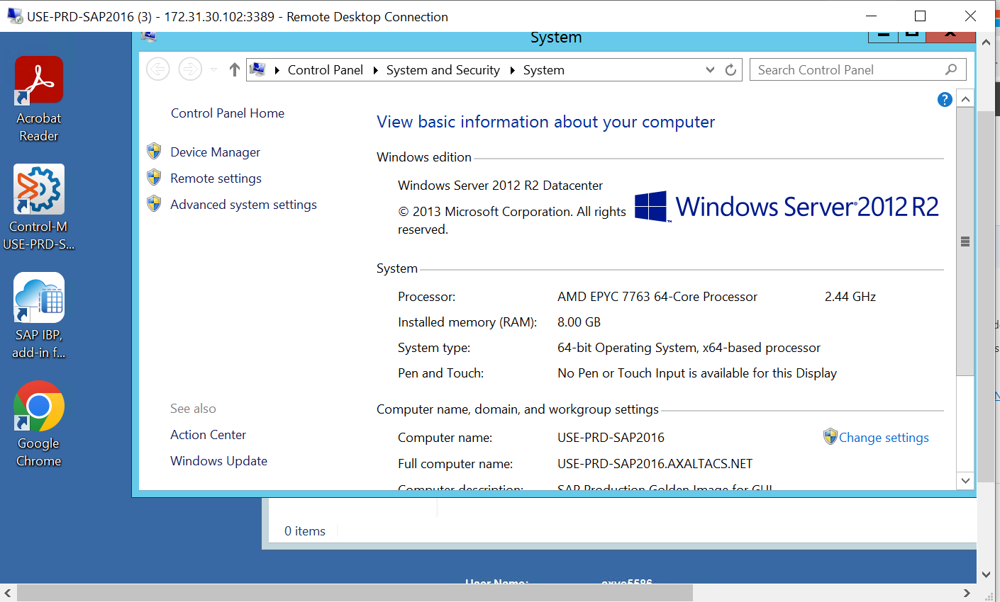 USE-PRD-SAP2016 (3) - 172.31.30.102:3389 - Remote Desktop Connection
System
Control Panel
System and Security
System
Search Control Panel
Acrobat
Reader
Control-M
USE-PRD-S...
SAP IBP,
add-in f...
Google
Chrome
Control Panel Home
Device Manager
Remote settings
Advanced system settings
See also
Action Center
Windows Update
?
View basic information about your computer
Windows edition
Windows Server 2012 R2 Datacenter
© 2013 Microsoft Corporation. All rights
reserved.
Windows Server® 2012 R2
System
Processor: AMD EPYC 7763 64-Core Processor 2.44 GHz
Installed memory (RAM): 8.00 GB
System type: 64-bit Operating System, x64-based processor
Pen and Touch: No Pen or Touch Input is available for this Display
Computer name, domain, and workgroup settings
Computer name: USE-PRD-SAP2016 Change settings
Full computer name: USE-PRD-SAP2016.AXALTACS.NET
Computer description: SAP Production Golden Image for GUI
0 items
User Name: